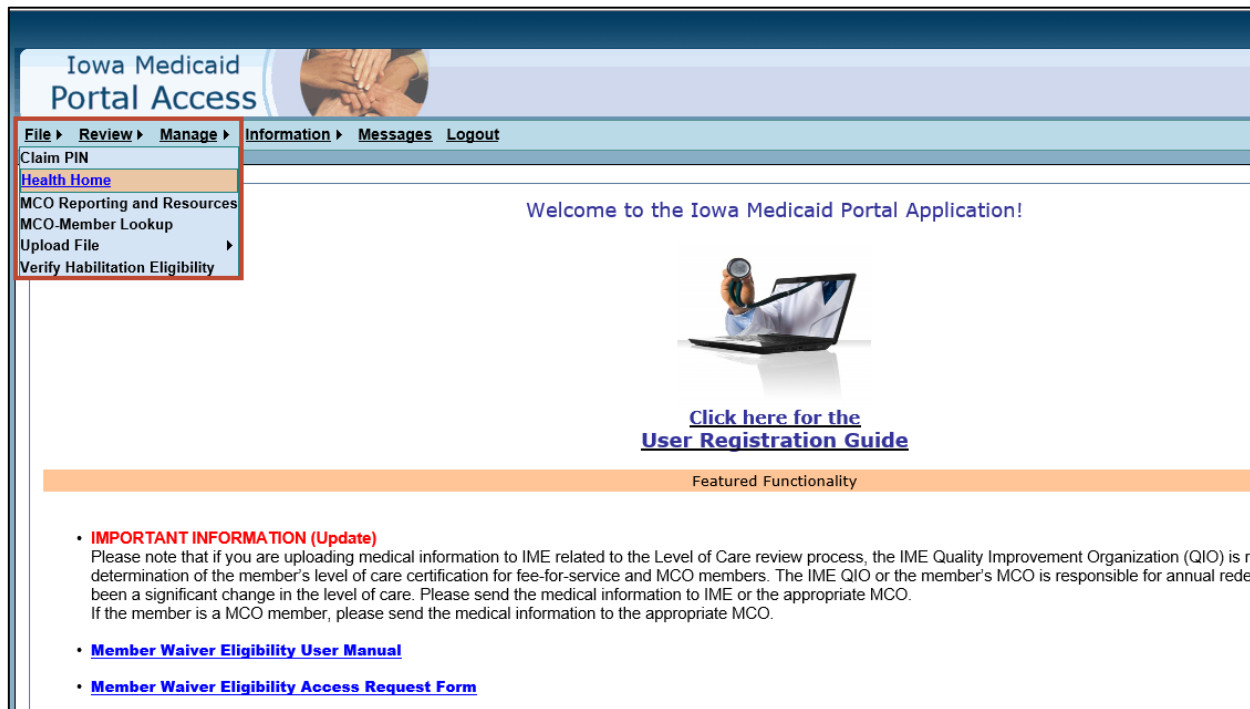 Iowa Medicaid
Portal Access
File Review Manage Information Messages Logout
Claim PIN
Health Home
MCO Reporting and Resources
MCO-Member Lookup
Upload File
Verify Habilitation Eligibility
Welcome to the Iowa Medicaid Portal Application!
Click here for the
User Registration Guide
Featured Functionality
• IMPORTANT INFORMATION (Update)
Please note that if you are uploading medical information to IME related to the Level of Care review process, the IME Quality Improvement Organization (QIO) is
determination of the member's level of care certification for fee-for-service and MCO members. The IME QIO or the member's MCO is responsible for annual
been a significant change in the level of care. Please send the medical information to IME or the appropriate MCO.
If the member is a MCO member, please send the medical information to the appropriate MCO.
• Member Waiver Eligibility User Manual
• Member Waiver Eligibility Access Request Form